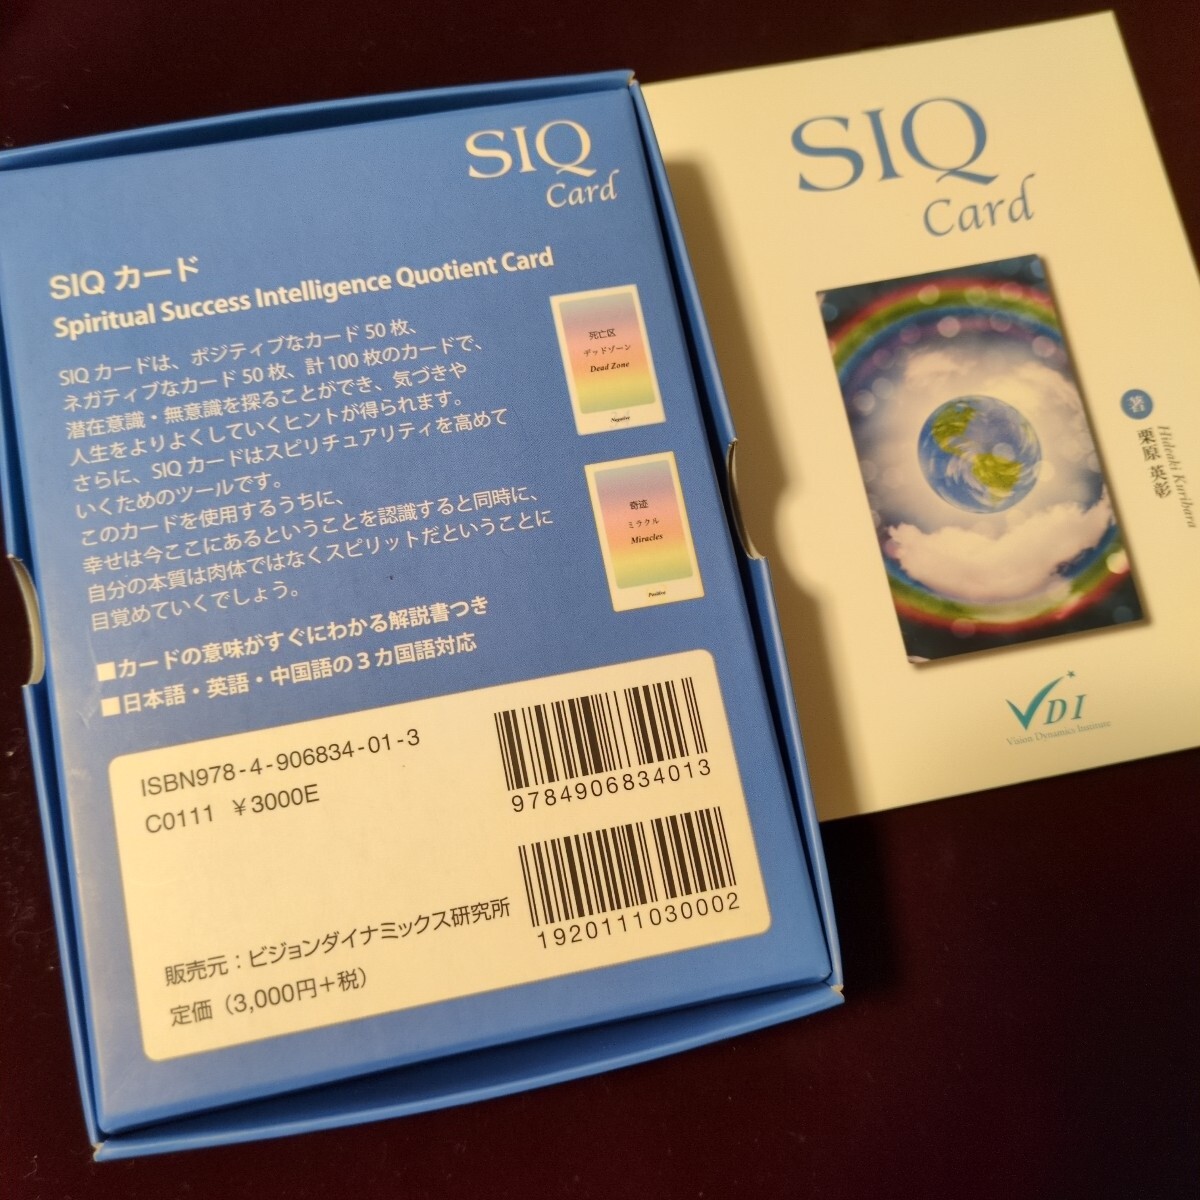 SIQ
Card
SIQ カード
Spiritual Success Intelligence Quotient Card
SIQ カードは、ポジティブなカード 50 枚、
ネガティブなカード 50 枚、計 100 枚のカードで、
潜在意識・無意識を探ることができ、気づきや
人生をよりよくしていくヒントが得られます。
さらに、SIQ カードはスピリチュアリティを高めて
いくためのツールです。
このカードを使用するうちに、
幸せは今ここにあるということを認識すると同時に、
自分の本質は肉体ではなくスピリットだということに
目覚めていくでしょう。
■カードの意味がすぐにわかる解説書つき
■日本語・英語・中国語の 3 カ国語対応
死亡区
デッドゾーン
Dead Zone
Negative
奇迹
ミラクル
Miracles
Positive
ISBN978-4-906834-01-3
C0111 ￥3000E
9784906834013
1920111030002
販売元：ビジョンダイナミックス研究所
定価（3,000円＋税）
SIQ
Card
著
栗原 英彰
Hideaki Kurihara
VDI
Vision Dynamics Institute